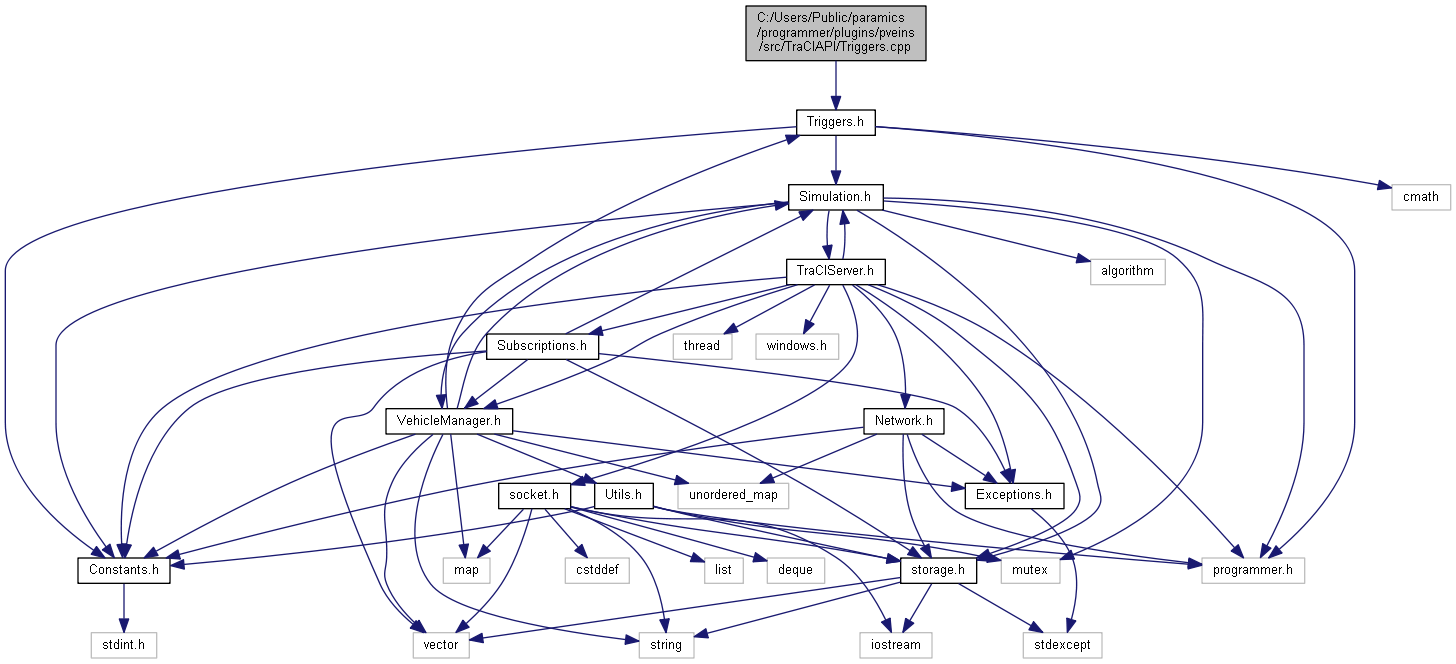 C:/Users/Public/paramics
/programmer/plugins/pveins
/src/TraCIAPI/Triggers.cpp
Triggers.h
Simulation.h
cmath
TraCIServer.h
algorithm
Subscriptions.h
thread
windows.h
VehicleManager.h
Network.h
socket.h
Utils.h
unordered_map
Exceptions.h
Constants.h
map
cstddef
list
deque
storage.h
mutex
programmer.h
stdint.h
vector
string
iostream
stdexcept